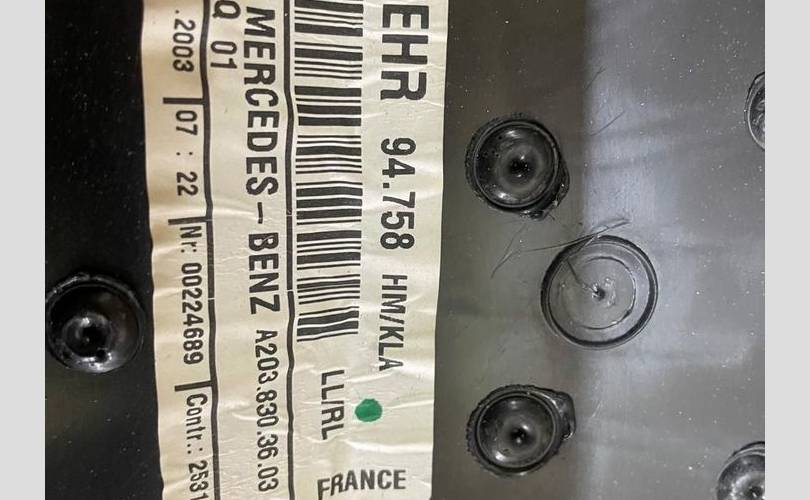 EHR 94.758 HM/KLA
LL/RL
FRANCE
MERCEDES-BENZ A203.830.36.03
Q 01
.2003 07 : 22 Nr: 00224689 Contr.: 2531